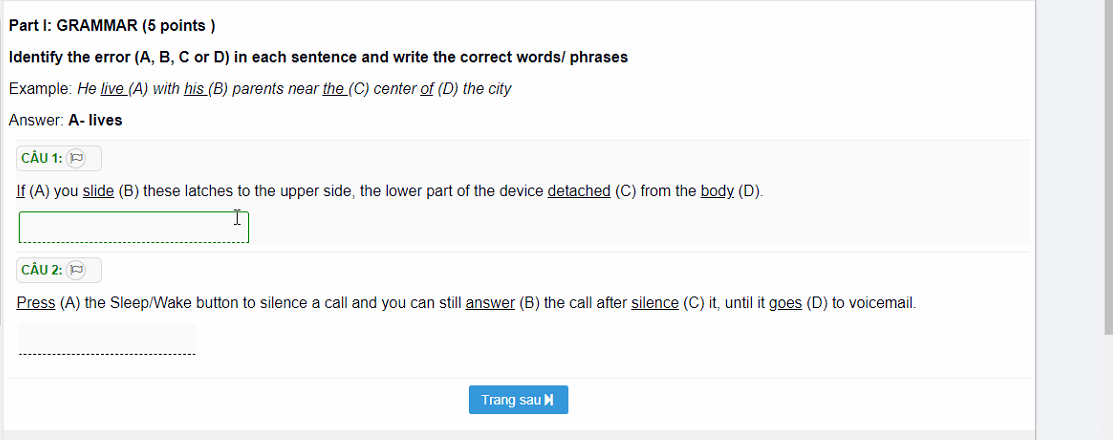 Part I: GRAMMAR (5 points )
Identify the error (A, B, C or D) in each sentence and write the correct words/ phrases
Example: He live (A) with his (B) parents near the (C) center of (D) the city
Answer: A- lives
CÂU 1:
If (A) you slide (B) these latches to the upper side, the lower part of the device detached (C) from the body (D).
CÂU 2:
Press (A) the Sleep/Wake button to silence a call and you can still answer (B) the call after silence (C) it, until it goes (D) to voicemail.
Trang sau